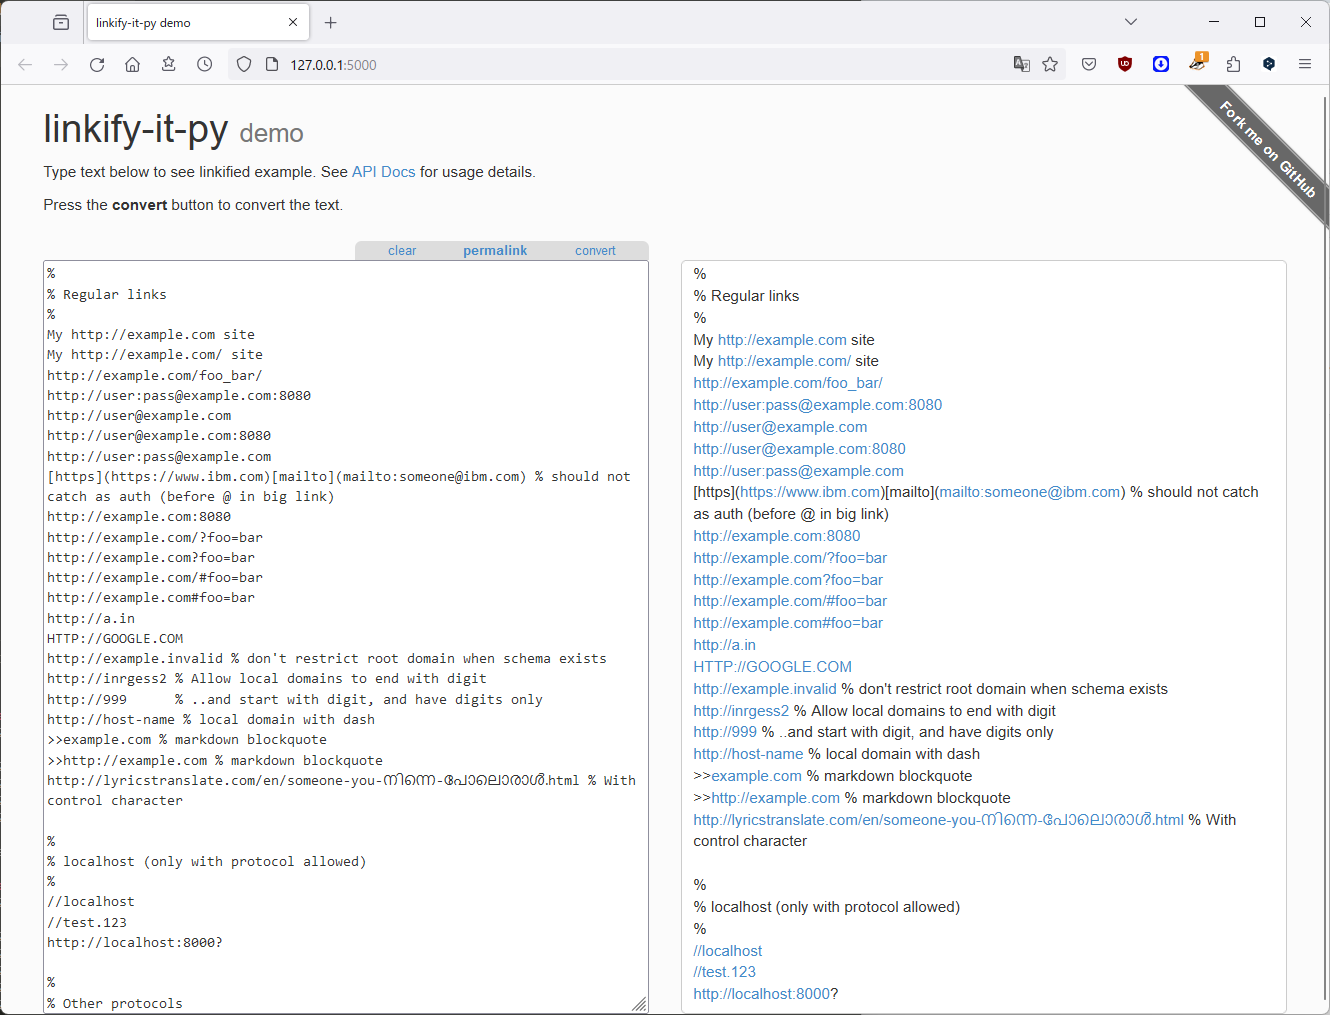 linkify-it-py demo
127.0.0.1:5000
1
Fork me on GitHub
linkify-it-py demo
Type text below to see linkified example. See API Docs for usage details.
Press the convert button to convert the text.
clear permalink convert
%
% Regular links
%
My http://example.com site
My http://example.com/ site
http://example.com/foo_bar/
http://user:pass@example.com:8080
http://user@example.com
http://user@example.com:8080
http://user:pass@example.com
[https](https://www.ibm.com)[mailto](mailto:someone@ibm.com) % should not
catch as auth (before @ in big link)
http://example.com:8080
http://example.com/?foo=bar
http://example.com?foo=bar
http://example.com/#foo=bar
http://example.com#foo=bar
http://a.in
HTTP://GOOGLE.COM
http://example.invalid % don't restrict root domain when schema exists
http://inrgess2 % Allow local domains to end with digit
http://999      % ..and start with digit, and have digits only
http://host-name % local domain with dash
>>example.com % markdown blockquote
>>http://example.com % markdown blockquote
http://lyricstranslate.com/en/someone-you-നിന്നെ-പോലൊരാൾ.html % With
control character
%
% localhost (only with protocol allowed)
%
//localhost
//test.123
http://localhost:8000?
%
% Other protocols
%
% Regular links
%
My http://example.com site
My http://example.com/ site
http://example.com/foo_bar/
http://user:pass@example.com:8080
http://user@example.com
http://user@example.com:8080
http://user:pass@example.com
[https](https://www.ibm.com)[mailto](mailto:someone@ibm.com) % should not catch
as auth (before @ in big link)
http://example.com:8080
http://example.com/?foo=bar
http://example.com?foo=bar
http://example.com/#foo=bar
http://example.com#foo=bar
http://a.in
HTTP://GOOGLE.COM
http://example.invalid % don't restrict root domain when schema exists
http://inrgess2 % Allow local domains to end with digit
http://999 % ..and start with digit, and have digits only
http://host-name % local domain with dash
>>example.com % markdown blockquote
>>http://example.com % markdown blockquote
http://lyricstranslate.com/en/someone-you-നിന്നെ-പോലൊരാൾ.html % With
control character
%
% localhost (only with protocol allowed)
%
//localhost
//test.123
http://localhost:8000?